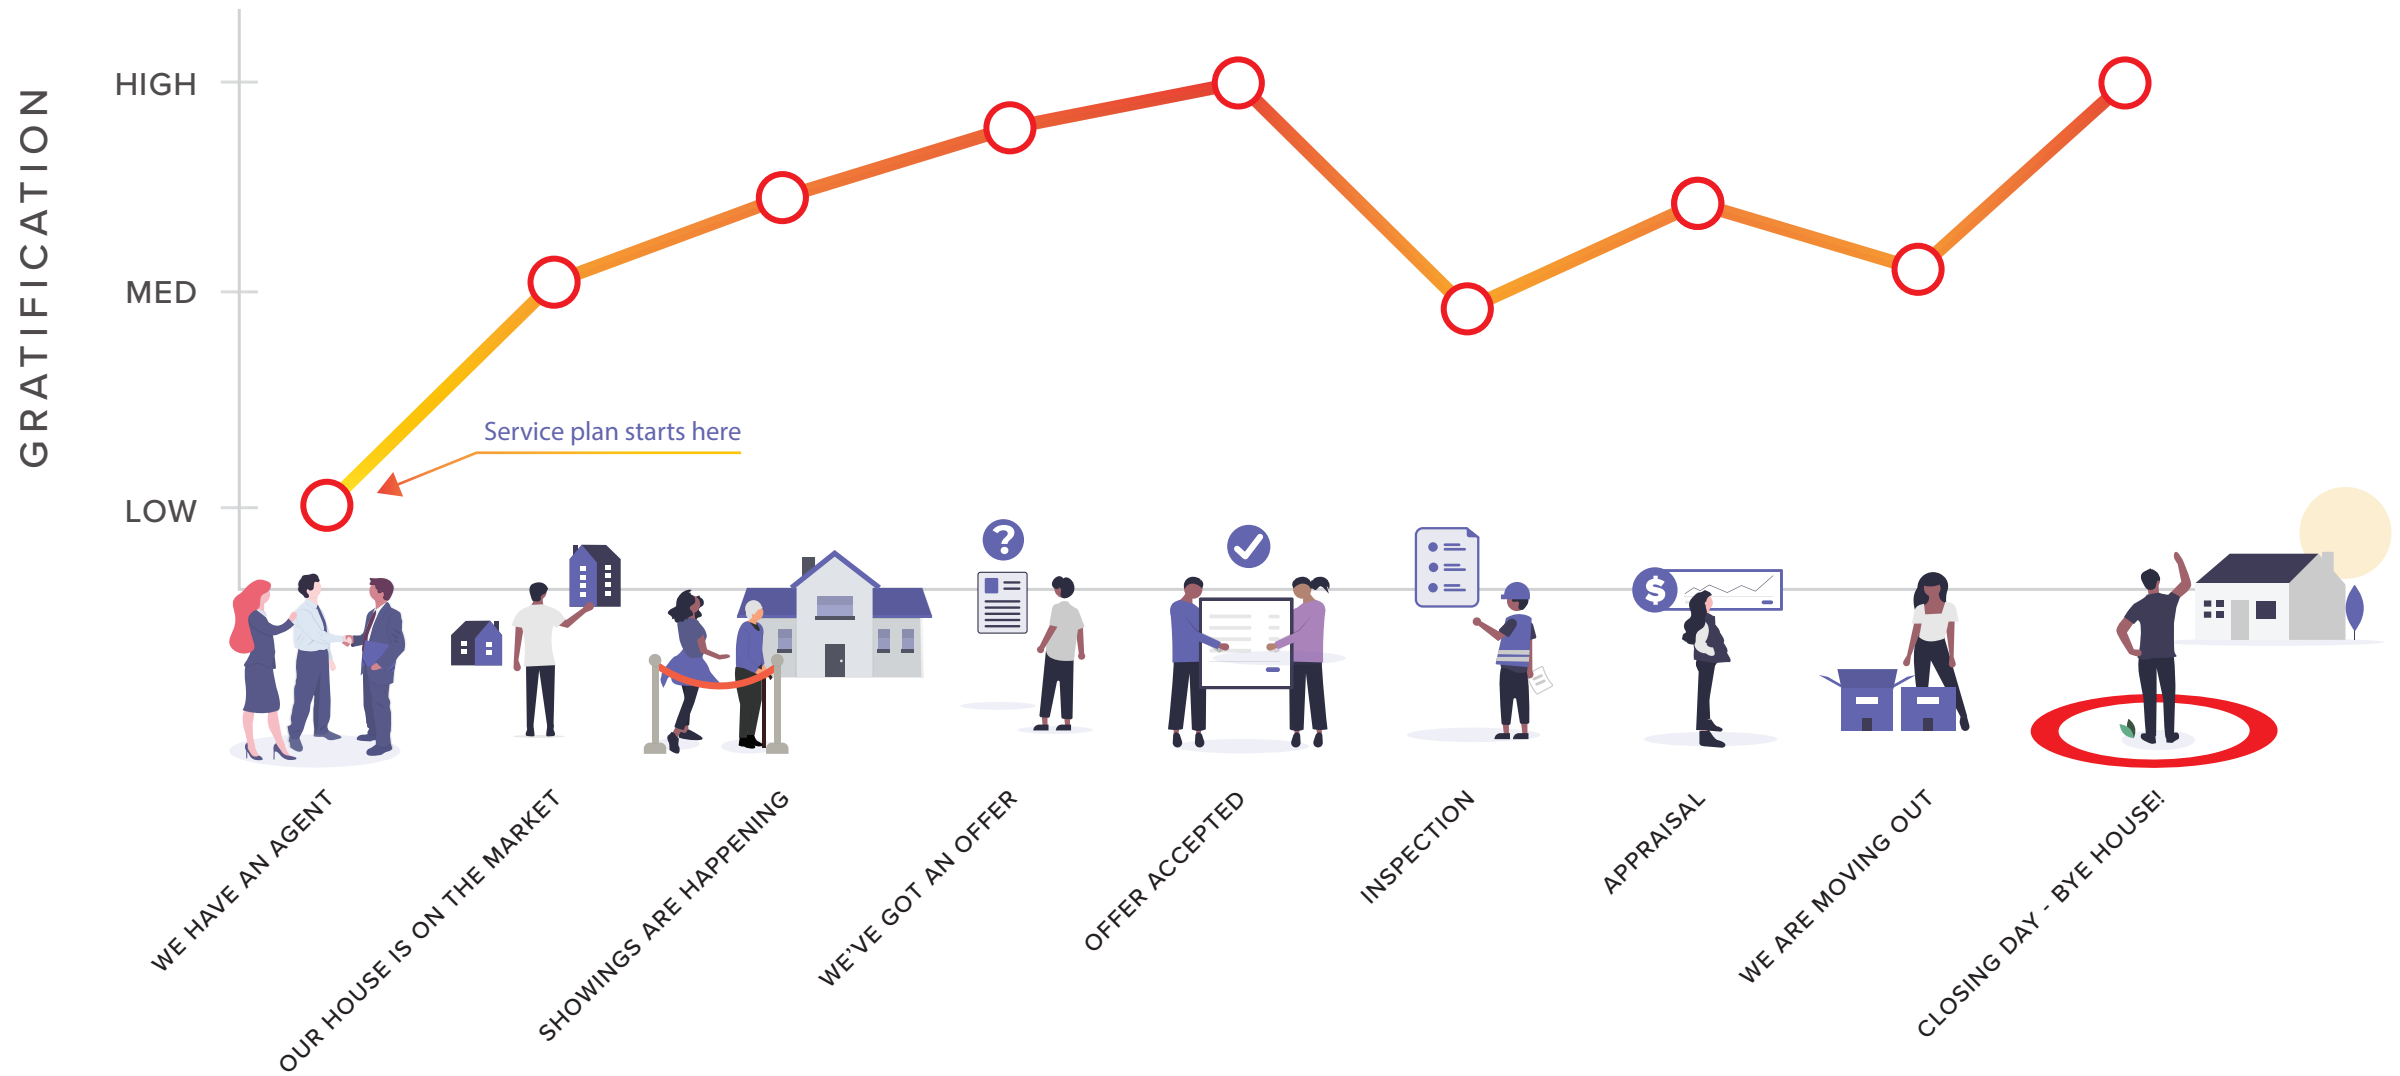 GRATIFICATION
HIGH
MED
LOW
Service plan starts here
?
$
WE HAVE AN AGENT
OUR HOUSE IS ON THE MARKET
SHOWINGS ARE HAPPENING
WE’VE GOT AN OFFER
OFFER ACCEPTED
INSPECTION
APPRAISAL
WE ARE MOVING OUT
CLOSING DAY - BYE HOUSE!